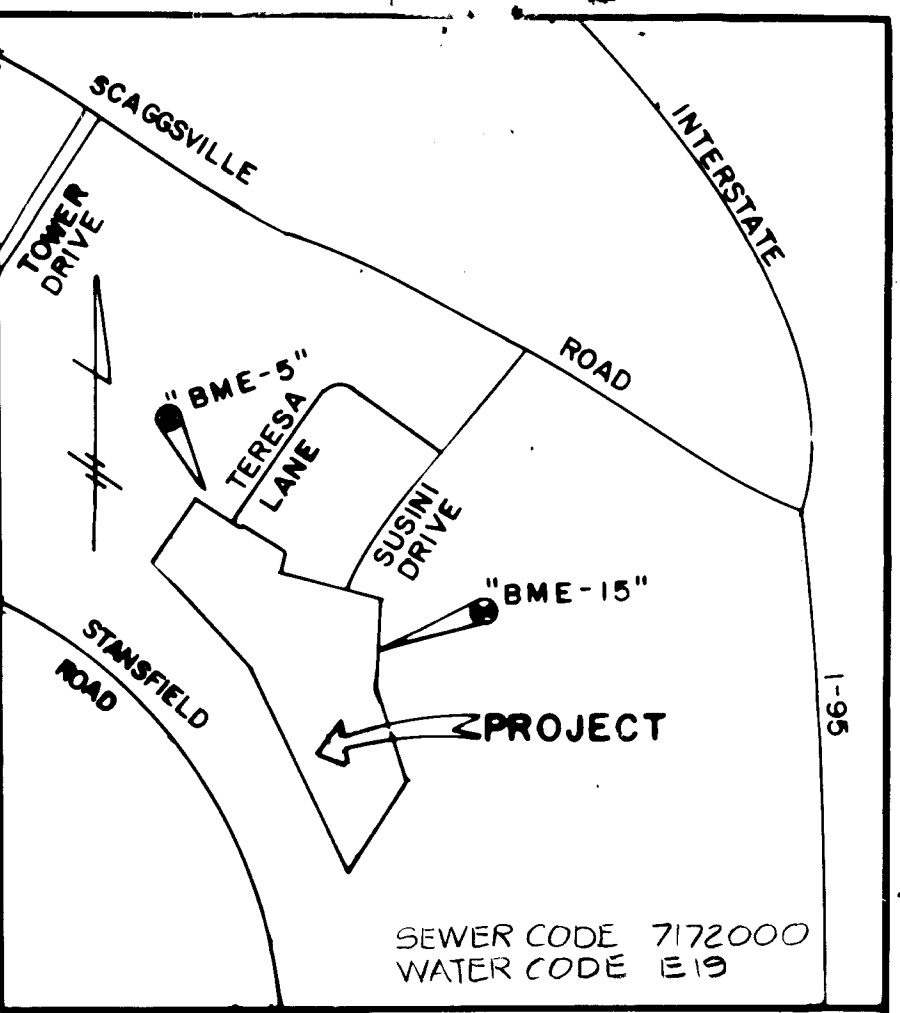 SCAGGSVILLE
INTERSTATE
TOWER
DRIVE
ROAD
"BME-5"
TERESA
LANE
SUSINI
DRIVE
"BME-15"
STANSFIELD
ROAD
I-95
PROJECT
SEWER CODE 7172000
WATER CODE E19